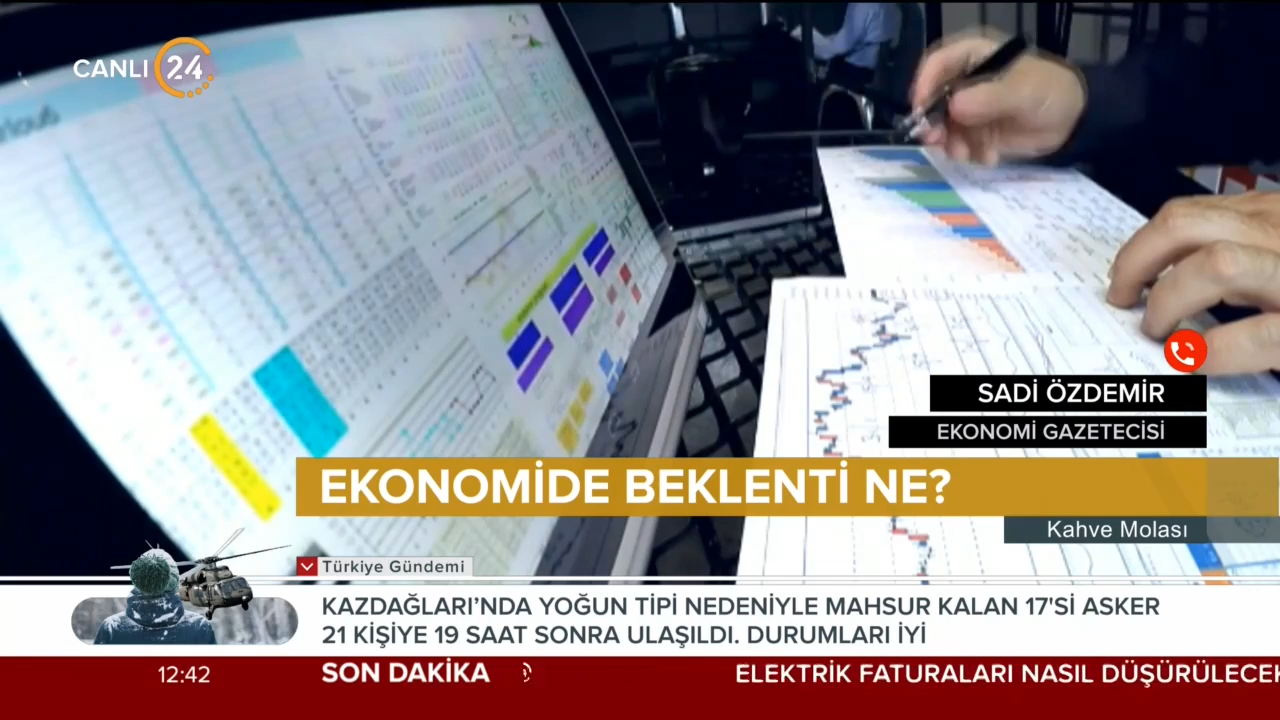 CANLI 24
SADİ ÖZDEMİR
EKONOMİ GAZETECİSİ
EKONOMİDE BEKLENTİ NE?
Kahve Molası
Türkiye Gündemi
KAZDAĞLARI’NDA YOĞUN TİPİ NEDENİYLE MAHSUR KALAN 17'Sİ ASKER
21 KİŞİYE 19 SAAT SONRA ULAŞILDI. DURUMLARI İYİ
12:42 SON DAKİKA ELEKTRİK FATURALARI NASIL DÜŞÜRÜLECEK